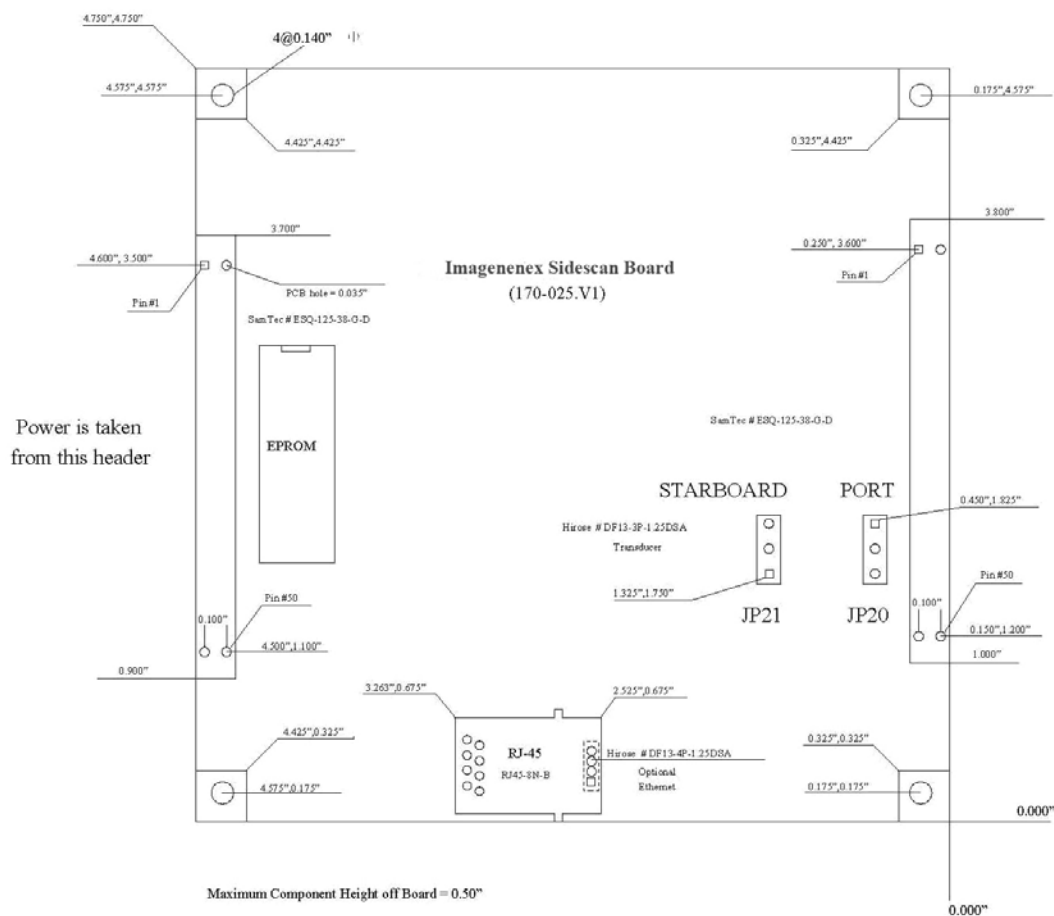 4.750”,4.750”
4@0.140”
4.575”,4.575”
0.175”,4.575”
4.425”,4.425”
0.325”,4.425”
3.800”
3.700”
0.250”, 3.600”
4.600”, 3.500”
Imagenenex Sidescan Board
Pin #1
(170-025.V1)
PCB hole = 0.035”
Pin #1
SamTec # ESQ-125-38-G-D
Power is taken
from this header
SamTec # ESQ-125-38-G-D
EPROM
STARBOARD
PORT
0.450”,1.825”
Hirose # DF13-3P-1.25DSA
Transducer
Pin #50
1.325”,1.750”
Pin #50
0.100”
0.100”
JP21
JP20
0.150”,1.200”
4.500”,1.100”
1.000”
0.900”
3.263”,0.675”
2.525”,0.675”
4.425”,0.325”
0.325”,0.325”
RJ-45
Hirose # DF13-4P-1.25DSA
RJ45-8N-B
Optional
Ethernet
4.575”,0.175”
0.175”,0.175”
0.000”
Maximum Component Height off Board = 0.50”
0.000”